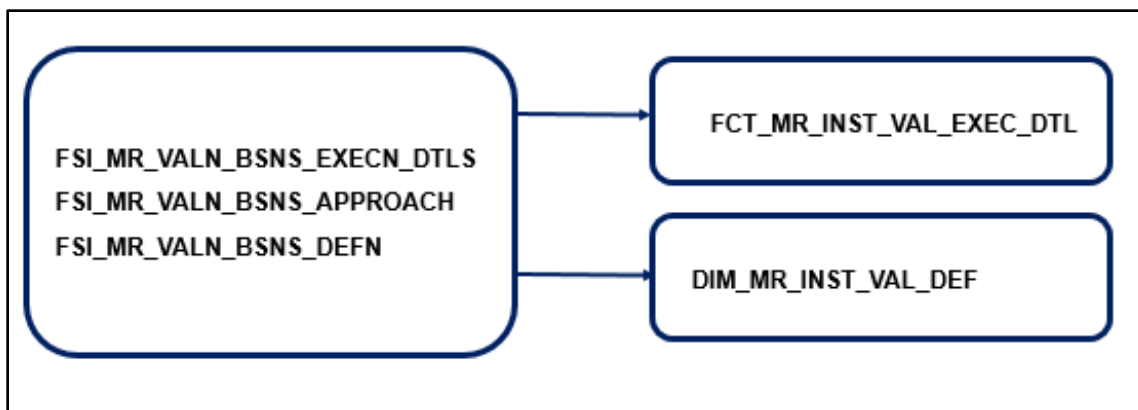 FSI_MR_VALN_BSNS_EXECN_DTLS
FSI_MR_VALN_BSNS_APPROACH
FSI_MR_VALN_BSNS_DEFN
FCT_MR_INST_VAL_EXEC_DTL
DIM_MR_INST_VAL_DEF